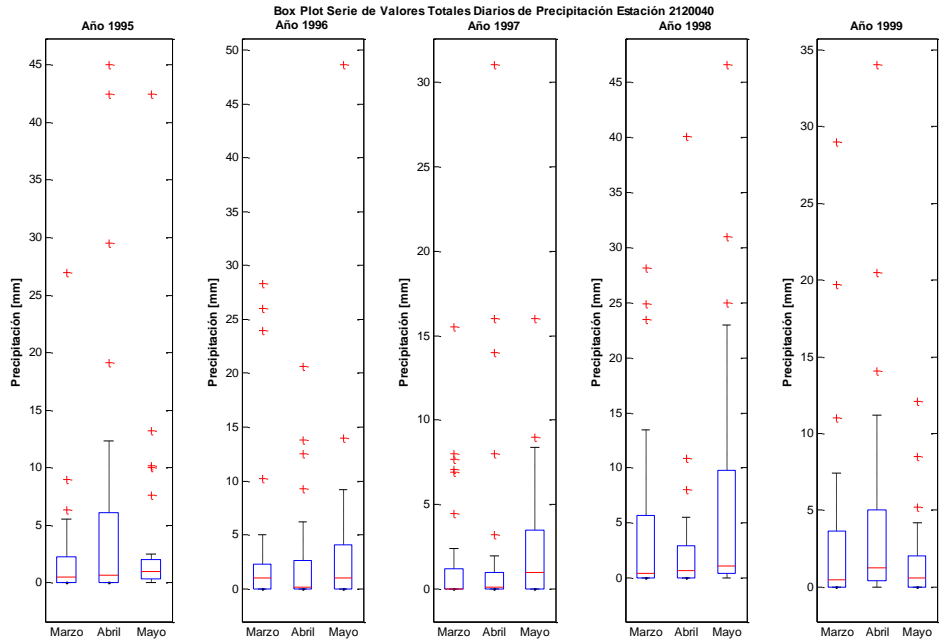 Box Plot Serie de Valores Totales Diarios de Precipitación Estación 2120040
Año 1995
Año 1996
Año 1997
Año 1998
Año 1999
Precipitación [mm]
45
40
35
30
25
20
15
10
5
0
Marzo Abril Mayo
Precipitación [mm]
50
45
40
35
30
25
20
15
10
5
0
Marzo Abril Mayo
Precipitación [mm]
30
25
20
15
10
5
0
Marzo Abril Mayo
Precipitación [mm]
45
40
35
30
25
20
15
10
5
0
Marzo Abril Mayo
Precipitación [mm]
35
30
25
20
15
10
5
0
Marzo Abril Mayo